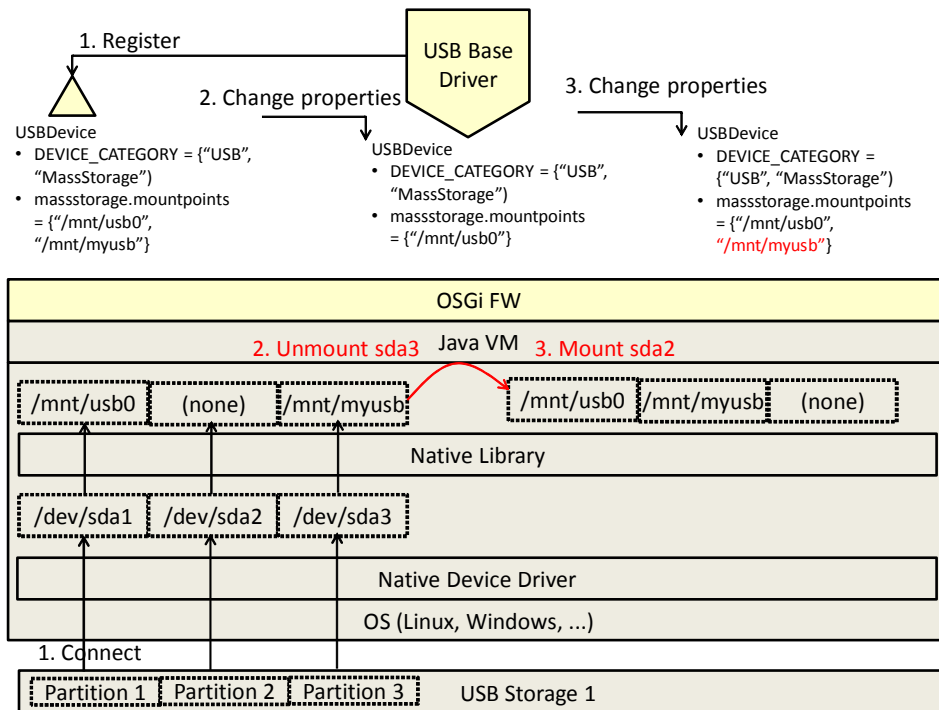 1. Register
USB Base
Driver
2. Change properties
3. Change properties
USBDevice
• DEVICE_CATEGORY = {“USB”,
“MassStorage”)
• massstorage.mountpoints
= {“/mnt/usb0”,
“/mnt/myusb”}
USBDevice
• DEVICE_CATEGORY = {“USB”,
“MassStorage”)
• massstorage.mountpoints
= {“/mnt/usb0”}
USBDevice
• DEVICE_CATEGORY =
{“USB”, “MassStorage”)
• massstorage.mountpoints
= {“/mnt/usb0”,
“/mnt/myusb”}
OSGi FW
Java VM
2. Unmount sda3
3. Mount sda2
/mnt/usb0
(none)
/mnt/myusb
/mnt/usb0
/mnt/myusb
(none)
Native Library
/dev/sda1
/dev/sda2
/dev/sda3
Native Device Driver
OS (Linux, Windows, ...)
1. Connect
Partition 1
Partition 2
Partition 3
USB Storage 1